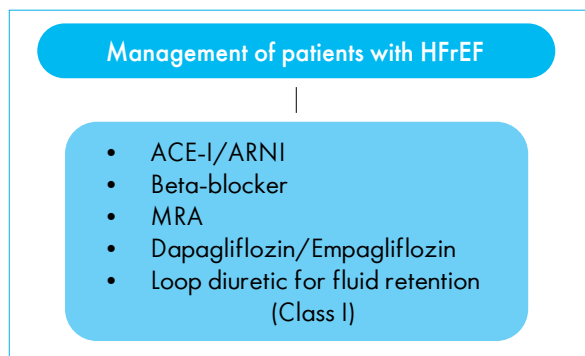 Management of patients with HFrEF
• ACE-I/ARNI
• Beta-blocker
• MRA
• Dapagliflozin/Empagliflozin
• Loop diuretic for fluid retention
(Class I)